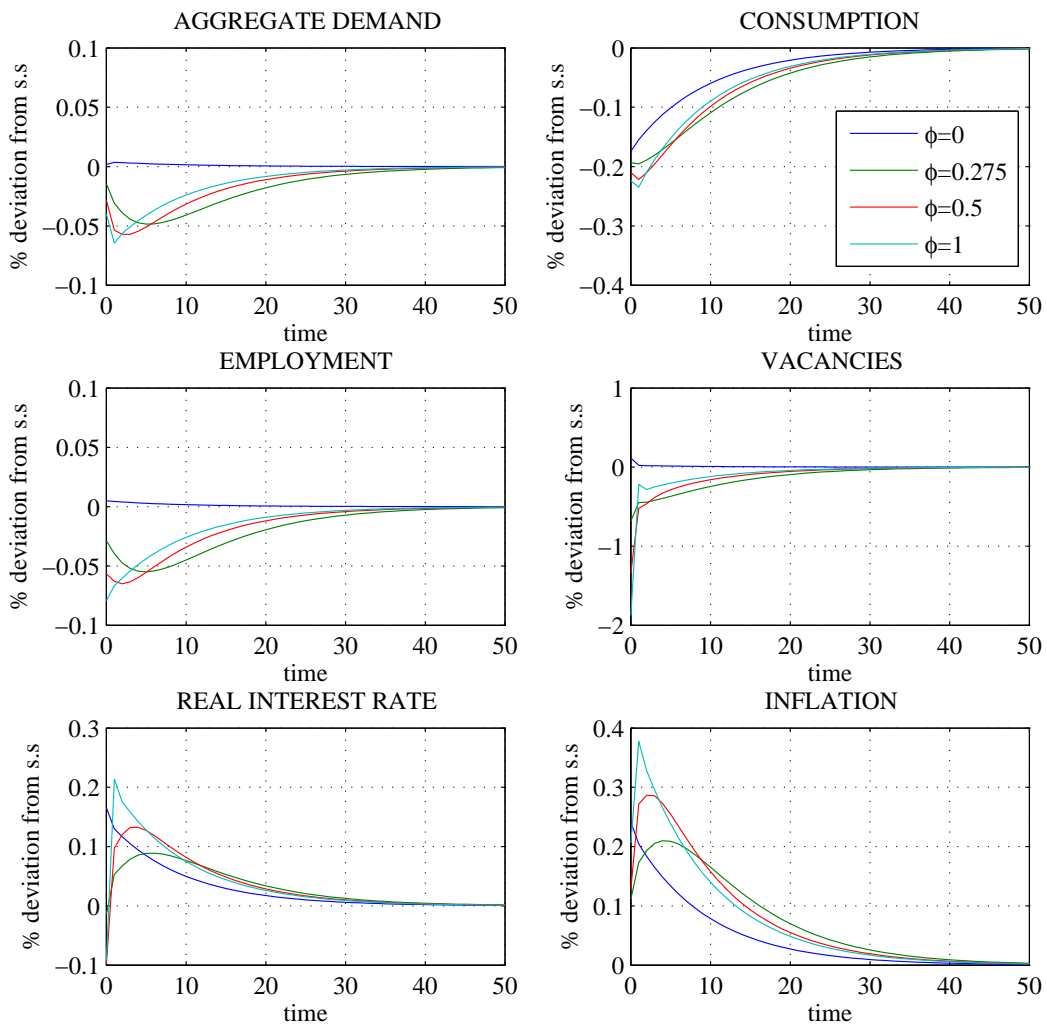 AGGREGATE DEMAND
% deviation from s.s
0.1
0.05
0
−0.05
−0.1
0 10 20 30 40 50
time
CONSUMPTION
% deviation from s.s
0
−0.1
−0.2
−0.3
−0.4
0 10 20 30 40 50
time
ϕ=0
ϕ=0.275
ϕ=0.5
ϕ=1
EMPLOYMENT
% deviation from s.s
0.1
0.05
0
−0.05
−0.1
0 10 20 30 40 50
time
VACANCIES
% deviation from s.s
1
0
−1
−2
0 10 20 30 40 50
time
REAL INTEREST RATE
% deviation from s.s
0.3
0.2
0.1
0
−0.1
0 10 20 30 40 50
time
INFLATION
% deviation from s.s
0.4
0.3
0.2
0.1
0
0 10 20 30 40 50
time